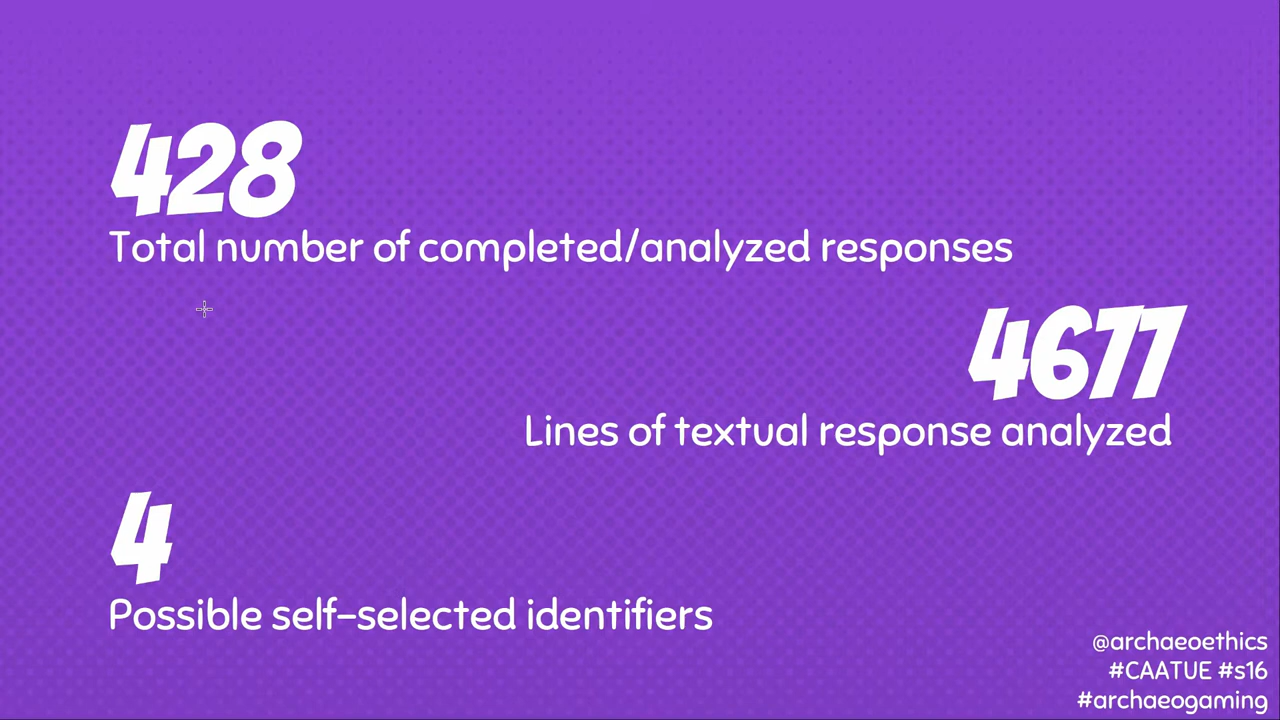 428
Total number of completed/analyzed responses
4677
Lines of textual response analyzed
4
Possible self-selected identifiers
@archaeoethics
#CAATUE #s16
#archaeogaming